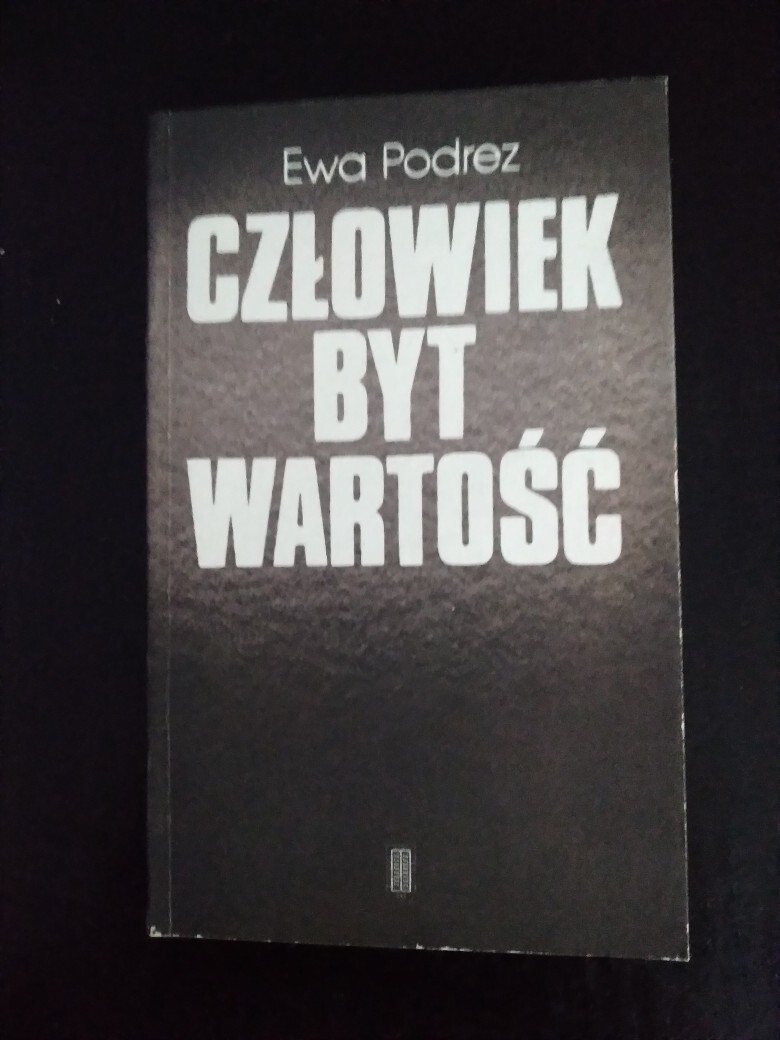 Ewa Podrez
CZŁOWIEK
BYT
WARTOŚĆ